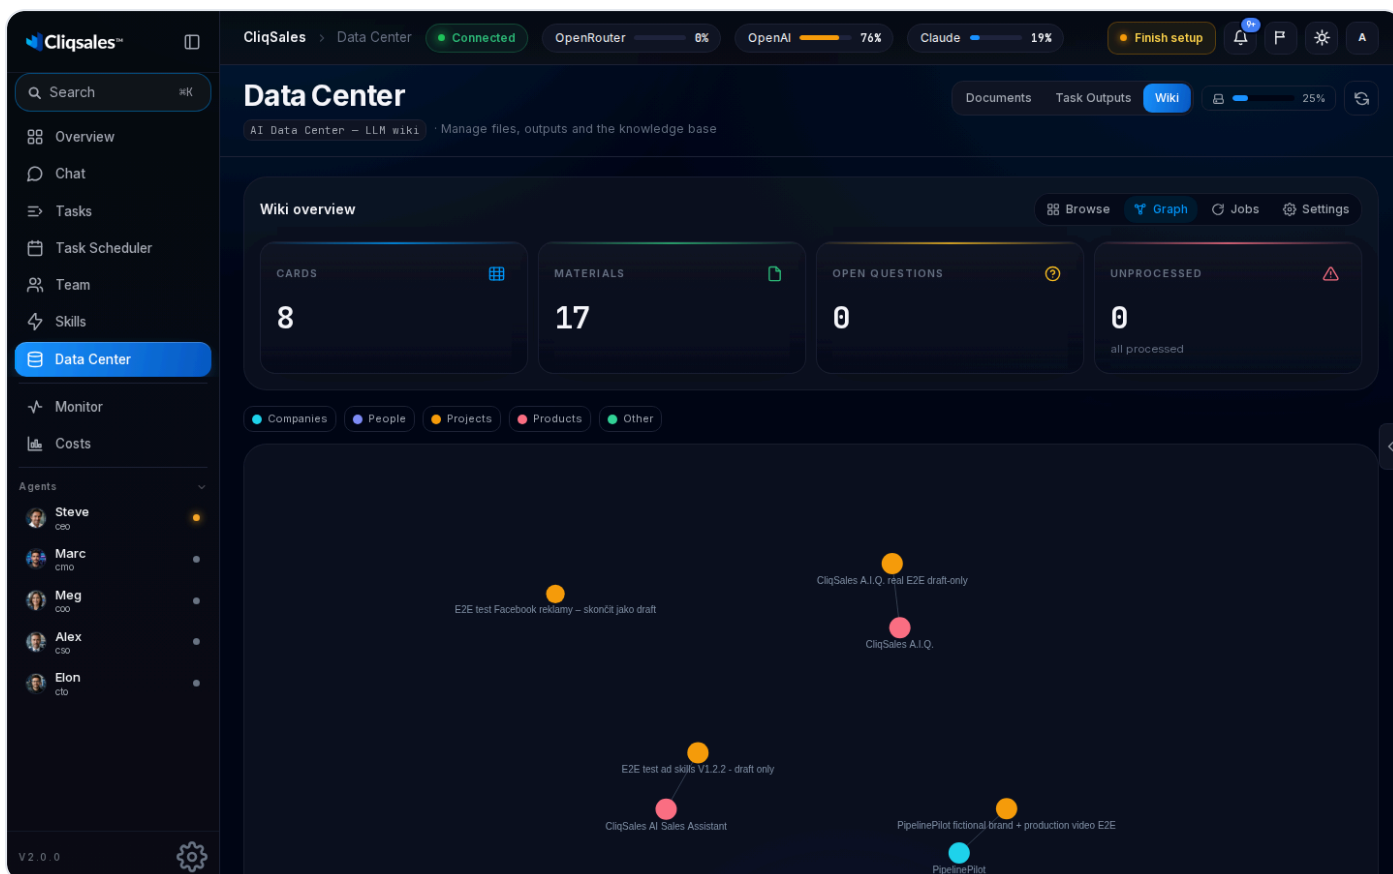 Cliqsales™
Search ⌘K
Overview
Chat
Tasks
Task Scheduler
Team
Skills
Data Center
Monitor
Costs
Agents
Steve
ceo
Marc
cmo
Meg
coo
Alex
cso
Elon
cto
V2.0.0
CliqSales > Data Center
Connected
OpenRouter 0%
OpenAI 76%
Claude 19%
Finish setup
9+
A
Data Center
AI Data Center — LLM wiki · Manage files, outputs and the knowledge base
Documents Task Outputs Wiki
25%
Wiki overview
Browse Graph Jobs Settings
CARDS
8
MATERIALS
17
OPEN QUESTIONS
0
UNPROCESSED
0
all processed
Companies People Projects Products Other
CliqSales A.I.Q. real E2E draft-only
E2E test Facebook reklamy – skončit jako draft
CliqSales A.I.Q.
E2E test ad skills V1.2.2 - draft only
CliqSales AI Sales Assistant
PipelinePilot fictional brand + production video E2E
PipelinePilot